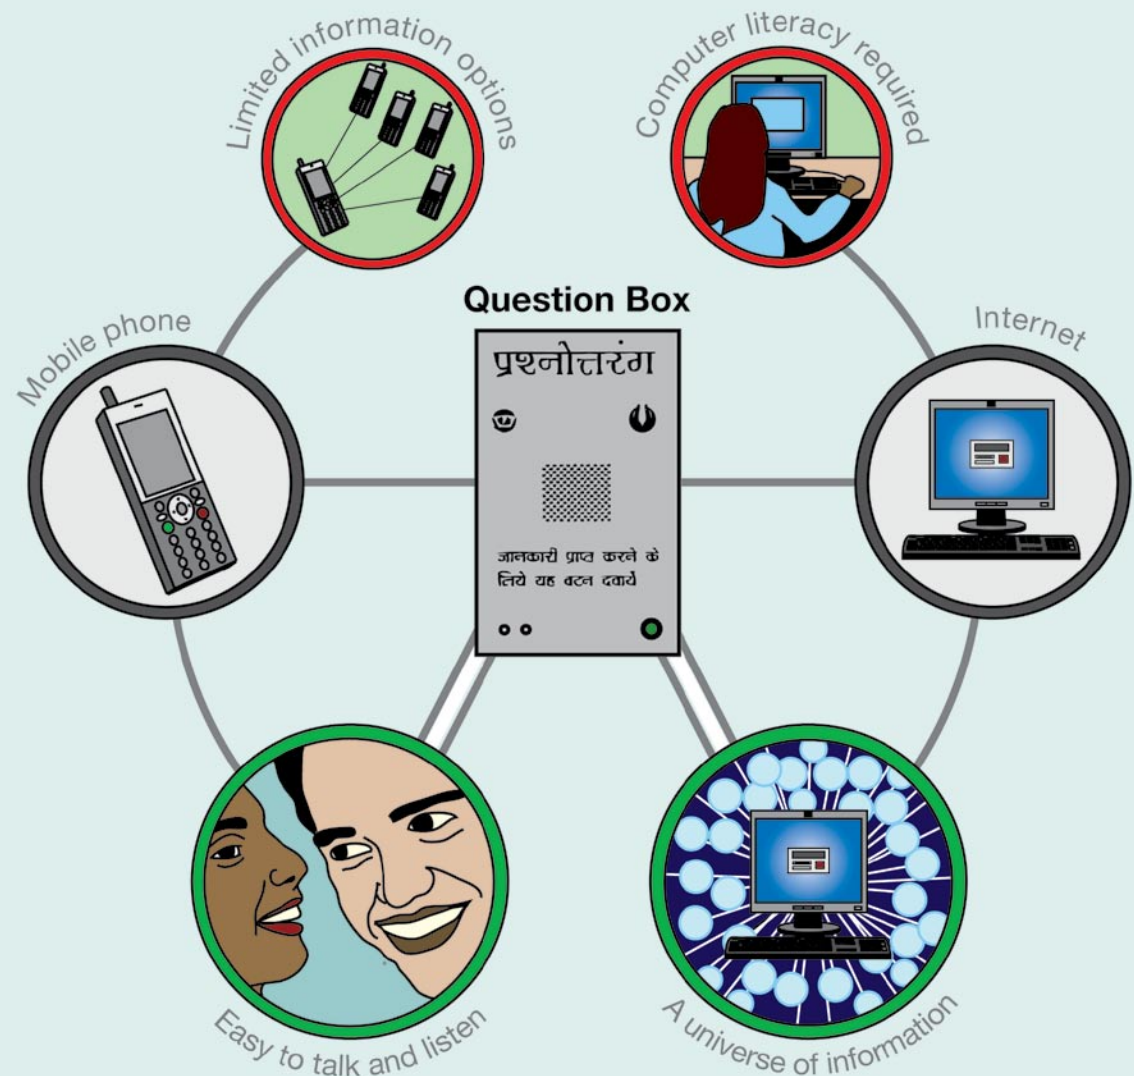 Limited information options
Computer literacy required
Mobile phone
Question Box
Internet
प्रश्नोत्तरंग
जानकारी प्राप्त करने के
लिये यह बटन दबायें
Easy to talk and listen
A universe of information